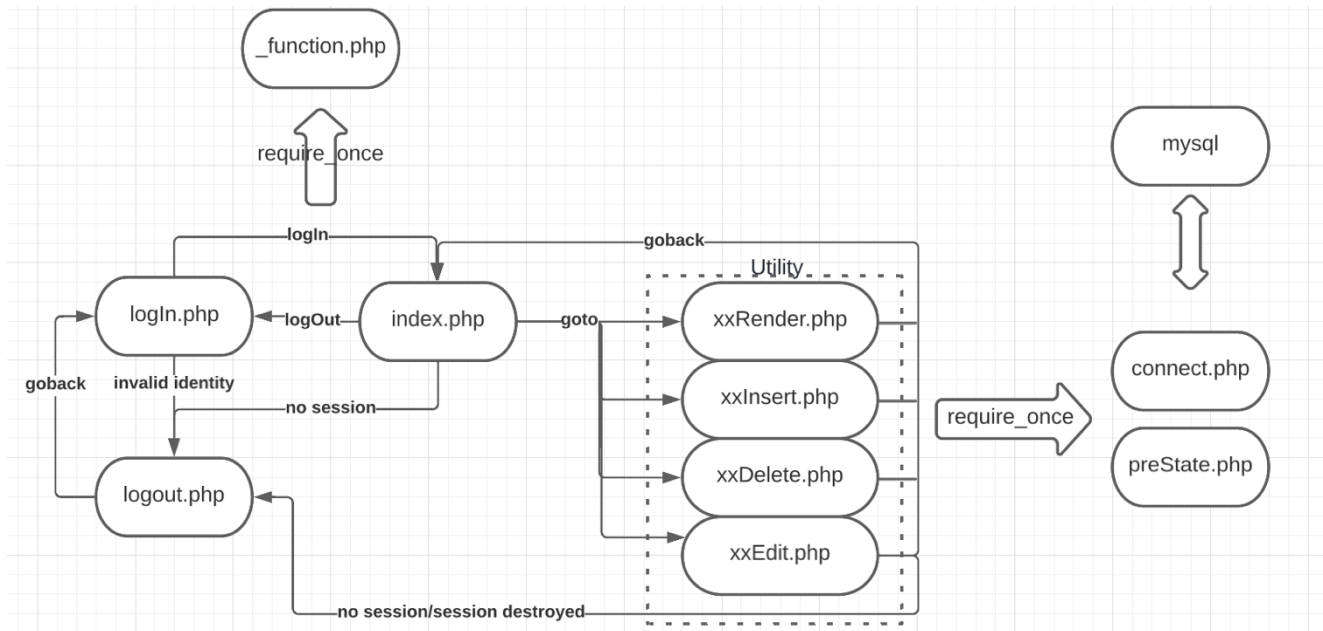 _function.php
require_once
mysql
logIn
goback
Utility
logIn.php
logOut
index.php
goto
xxRender.php
connect.php
goback
invalid identity
no session
xxInsert.php
require_once
preState.php
xxDelete.php
logout.php
xxEdit.php
no session/session destroyed